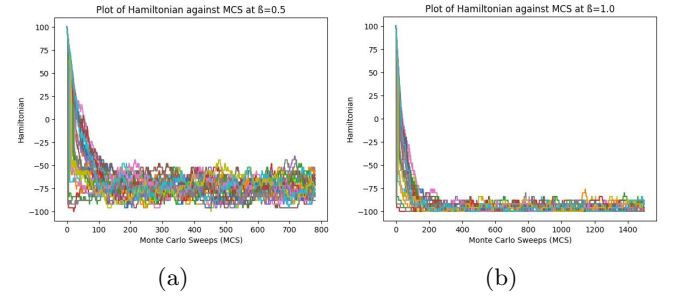 Plot of Hamiltonian against MCS at ß=0.5
100
75
50
25
0
−25
−50
−75
−100
Hamiltonian
0 100 200 300 400 500 600 700 800
Monte Carlo Sweeps (MCS)
(a)
Plot of Hamiltonian against MCS at ß=1.0
100
75
50
25
0
−25
−50
−75
−100
Hamiltonian
0 200 400 600 800 1000 1200 1400
Monte Carlo Sweeps (MCS)
(b)